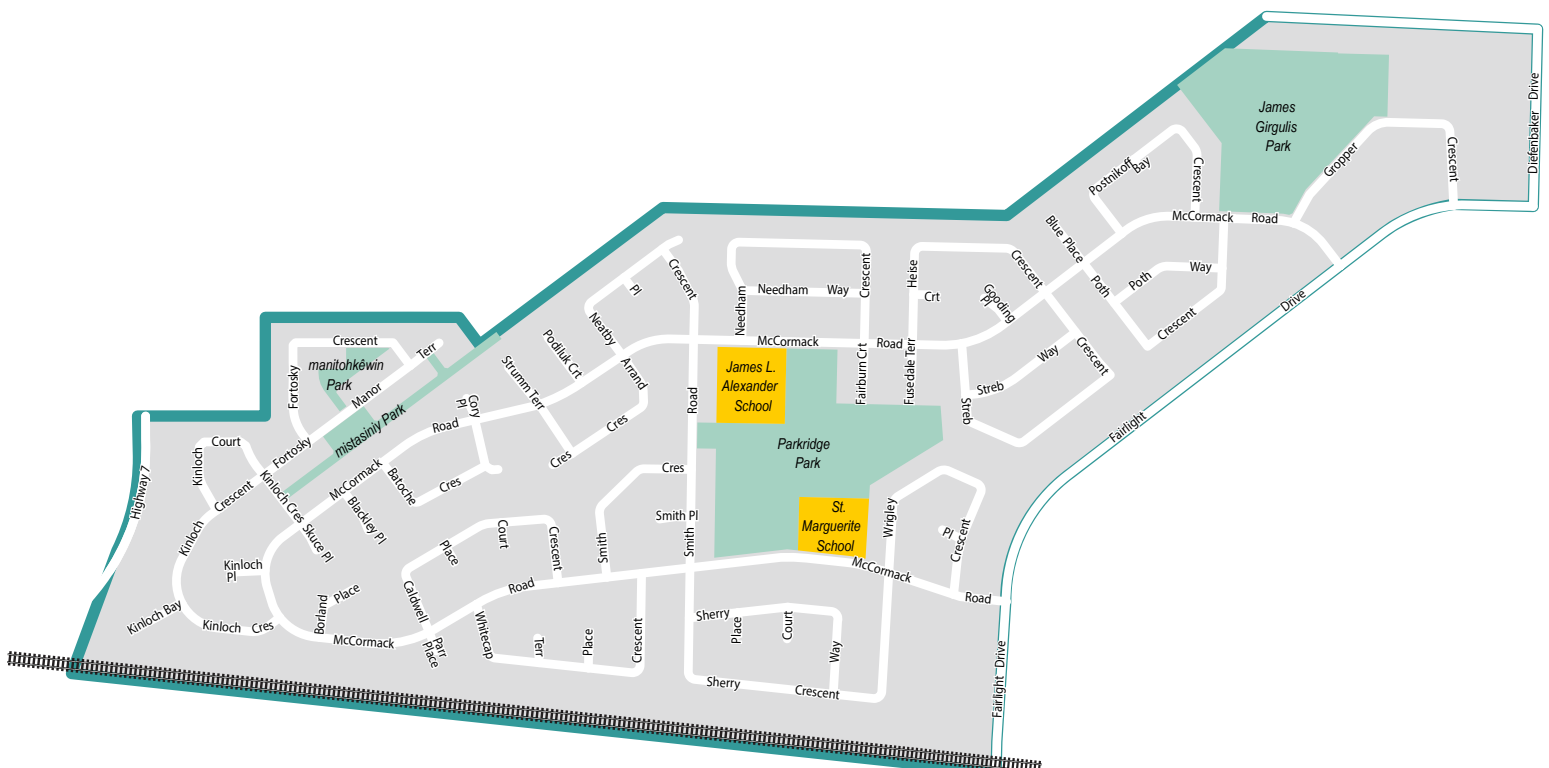 James
Girgulis
Park
Diefenbaker Drive
Gropper
Crescent
Postnikoff
Bay
Crescent
McCormack Road
Blue Place
Poth
Poth Way
Crescent
Drive
Fairlight
Crescent
Neatby
Pl
Arrand
Cres
Needham
Needham Way
Crescent
Heise
Crt
Crescent
Gooding
Pl
McCormack Road
Fairburn Crt
Fusedale Terr
Streb
Streb Way
Crescent
James L.
Alexander
School
Parkridge
Park
St.
Marguerite
School
Crescent
manitohkêwin
Park
Fortosky
Manor
Terr
mistasiniy Park
Fortosky
Podiluk Crt
Strumm Terr
Cres
Cory
Pl
Road
McCormack
Batoche
Cres
Blackley Pl
Highway 7
Court
Kinloch
Crescent
Kinloch
Kinloch Cres
Skuce Pl
Kinloch
Pl
Kinloch Bay
Kinloch Cres
Borland
Place
McCormack
Road
Place
Court
Crescent
Caldwell
Parr
Place
Whitecap
Terr
Place
Crescent
Road
Cres
Smith Pl
Smith
Smith
Wrigley
Pl
Crescent
McCormack
Road
Sherry
Place
Court
Way
Sherry
Crescent
Fairlight Drive